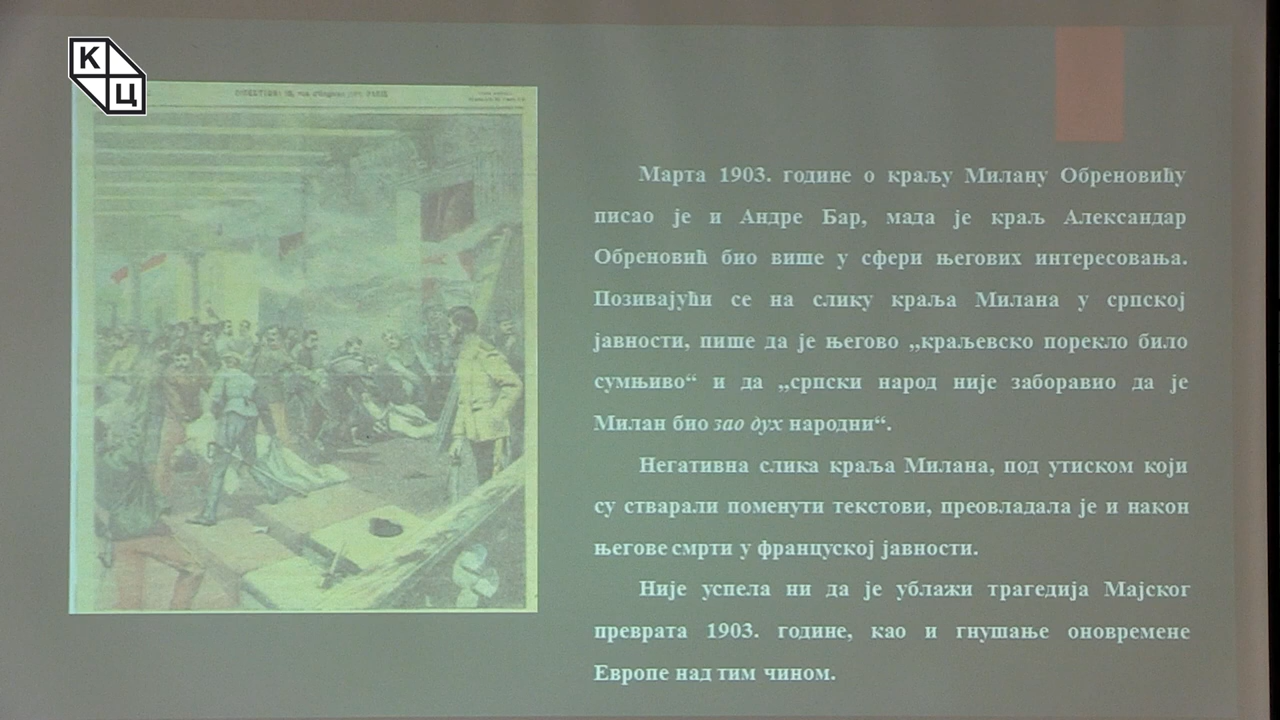 К
Ц
Марта 1903. године о краљу Милану Обреновићу
писао је и Андре Бар, мада је краљ Александар
Обреновић био више у сфери његових интересовања.
Позивајући се на слику краља Милана у српској
јавности, пише да је његово „краљевско порекло било
сумњиво“ и да „српски народ није заборавио да је
Милан био зао дух народни“.
Негативна слика краља Милана, под утиском који
су стварали поменути текстови, преовладала је и након
његове смрти у француској јавности.
Није успела ни да је ублажи трагедија Мајског
преврата 1903. године, као и гнушање оновремене
Европе над тим чином.